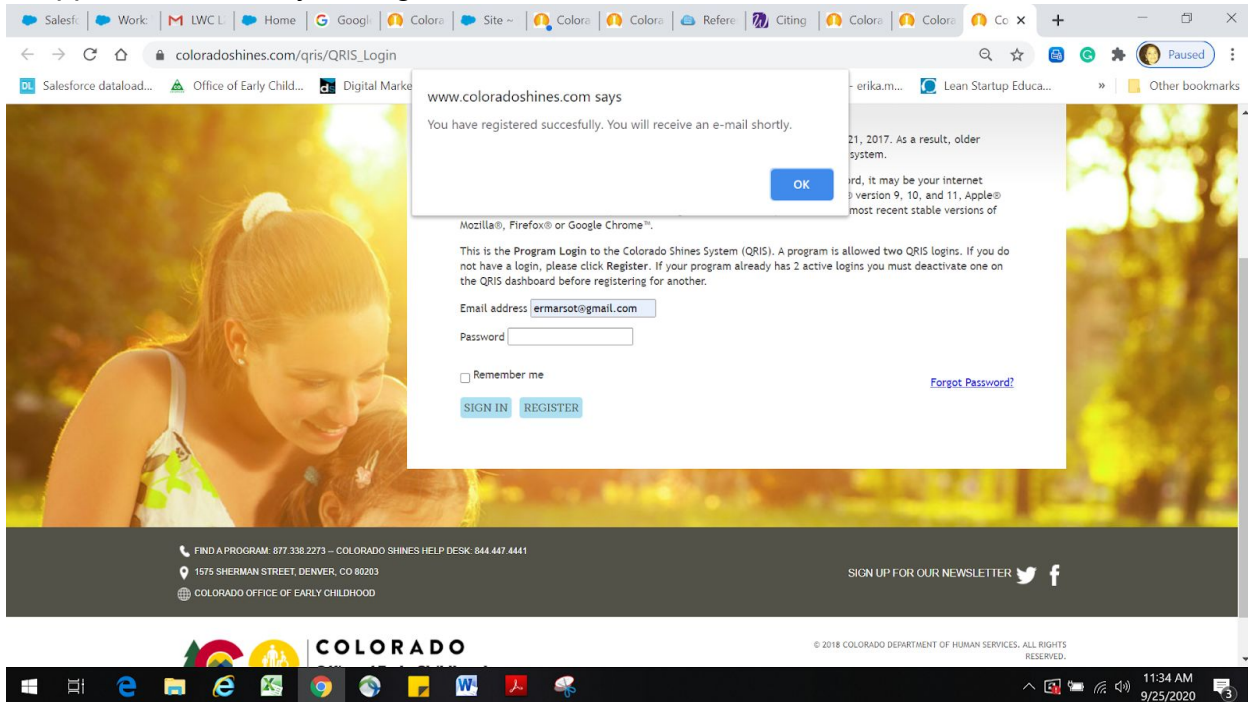 Salesfc
Work:
LWC L
Home
Googl
Colora
Site ~
Colora
Colora
Refere
Citing
Colora
Colora
Co
coloradoshines.com/qris/QRIS_Login
Paused
DL Salesforce dataload...
Office of Early Child...
Digital Marke
- erika.m...
Lean Startup Educa...
Other bookmarks
www.coloradoshines.com says
You have registered succesfully. You will receive an e-mail shortly.
OK
21, 2017. As a result, older
system.
ord, it may be your internet
® version 9, 10, and 11, Apple®
most recent stable versions of
Mozilla®, Firefox® or Google Chrome™.
This is the Program Login to the Colorado Shines System (QRIS). A program is allowed two QRIS logins. If you do
not have a login, please click Register. If your program already has 2 active logins you must deactivate one on
the QRIS dashboard before registering for another.
Email address ermarsot@gmail.com
Password
Remember me
Forgot Password?
SIGN IN REGISTER
FIND A PROGRAM: 877.338.2273 – COLORADO SHINES HELP DESK: 844.447.4441
1575 SHERMAN STREET, DENVER, CO 80203
COLORADO OFFICE OF EARLY CHILDHOOD
SIGN UP FOR OUR NEWSLETTER
COLORADO
© 2018 COLORADO DEPARTMENT OF HUMAN SERVICES. ALL RIGHTS
RESERVED.
11:34 AM
9/25/2020
3